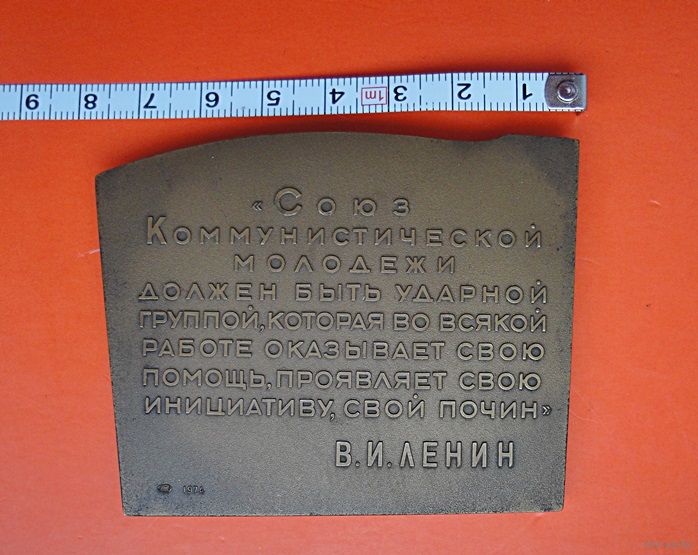 9 8 7 6 5 4 1m 3 2 1
«Союз
Коммунистической
молодежи
должен быть ударной
группой, которая во всякой
работе оказывает свою
помощь, проявляет свою
инициативу, свой почин»
В.И.ЛЕНИН